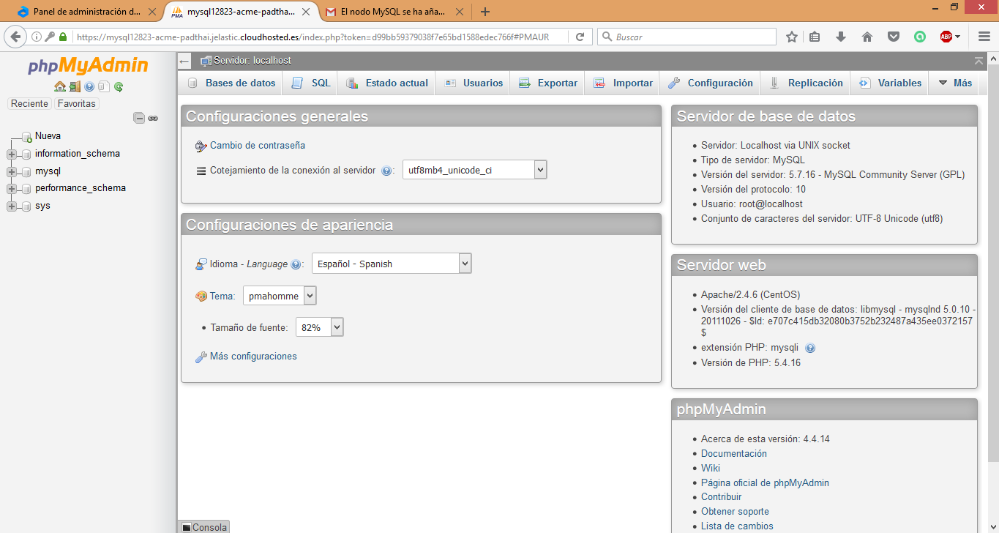 Panel de administración d...
mysql12823-acme-padtha...
El nodo MySQL se ha aña...
https://mysql12823-acme-padthai.jelastic.cloudhosted.es/index.php?token=d99bb59379038f7e65bd1588edec766f#PMAUR
Buscar
ABP
phpMyAdmin
Reciente
Favoritas
Nueva
information_schema
mysql
performance_schema
sys
Servidor: localhost
Bases de datos
SQL
Estado actual
Usuarios
Exportar
Importar
Configuración
Replicación
Variables
Más
Configuraciones generales
Cambio de contraseña
Cotejamiento de la conexión al servidor : utf8mb4_unicode_ci
Configuraciones de apariencia
Idioma - Language : Español - Spanish
Tema: pmahomme
Tamaño de fuente: 82%
Más configuraciones
Servidor de base de datos
Servidor: Localhost via UNIX socket
Tipo de servidor: MySQL
Versión del servidor: 5.7.16 - MySQL Community Server (GPL)
Versión del protocolo: 10
Usuario: root@localhost
Conjunto de caracteres del servidor: UTF-8 Unicode (utf8)
Servidor web
Apache/2.4.6 (CentOS)
Versión del cliente de base de datos: libmysql - mysqlnd 5.0.10 -
20111026 - $Id: e707c415db32080b3752b232487a435ee0372157
$
extensión PHP: mysqli
Versión de PHP: 5.4.16
phpMyAdmin
Acerca de esta versión: 4.4.14
Documentación
Wiki
Página oficial de phpMyAdmin
Contribuir
Obtener soporte
Lista de cambios
Consola